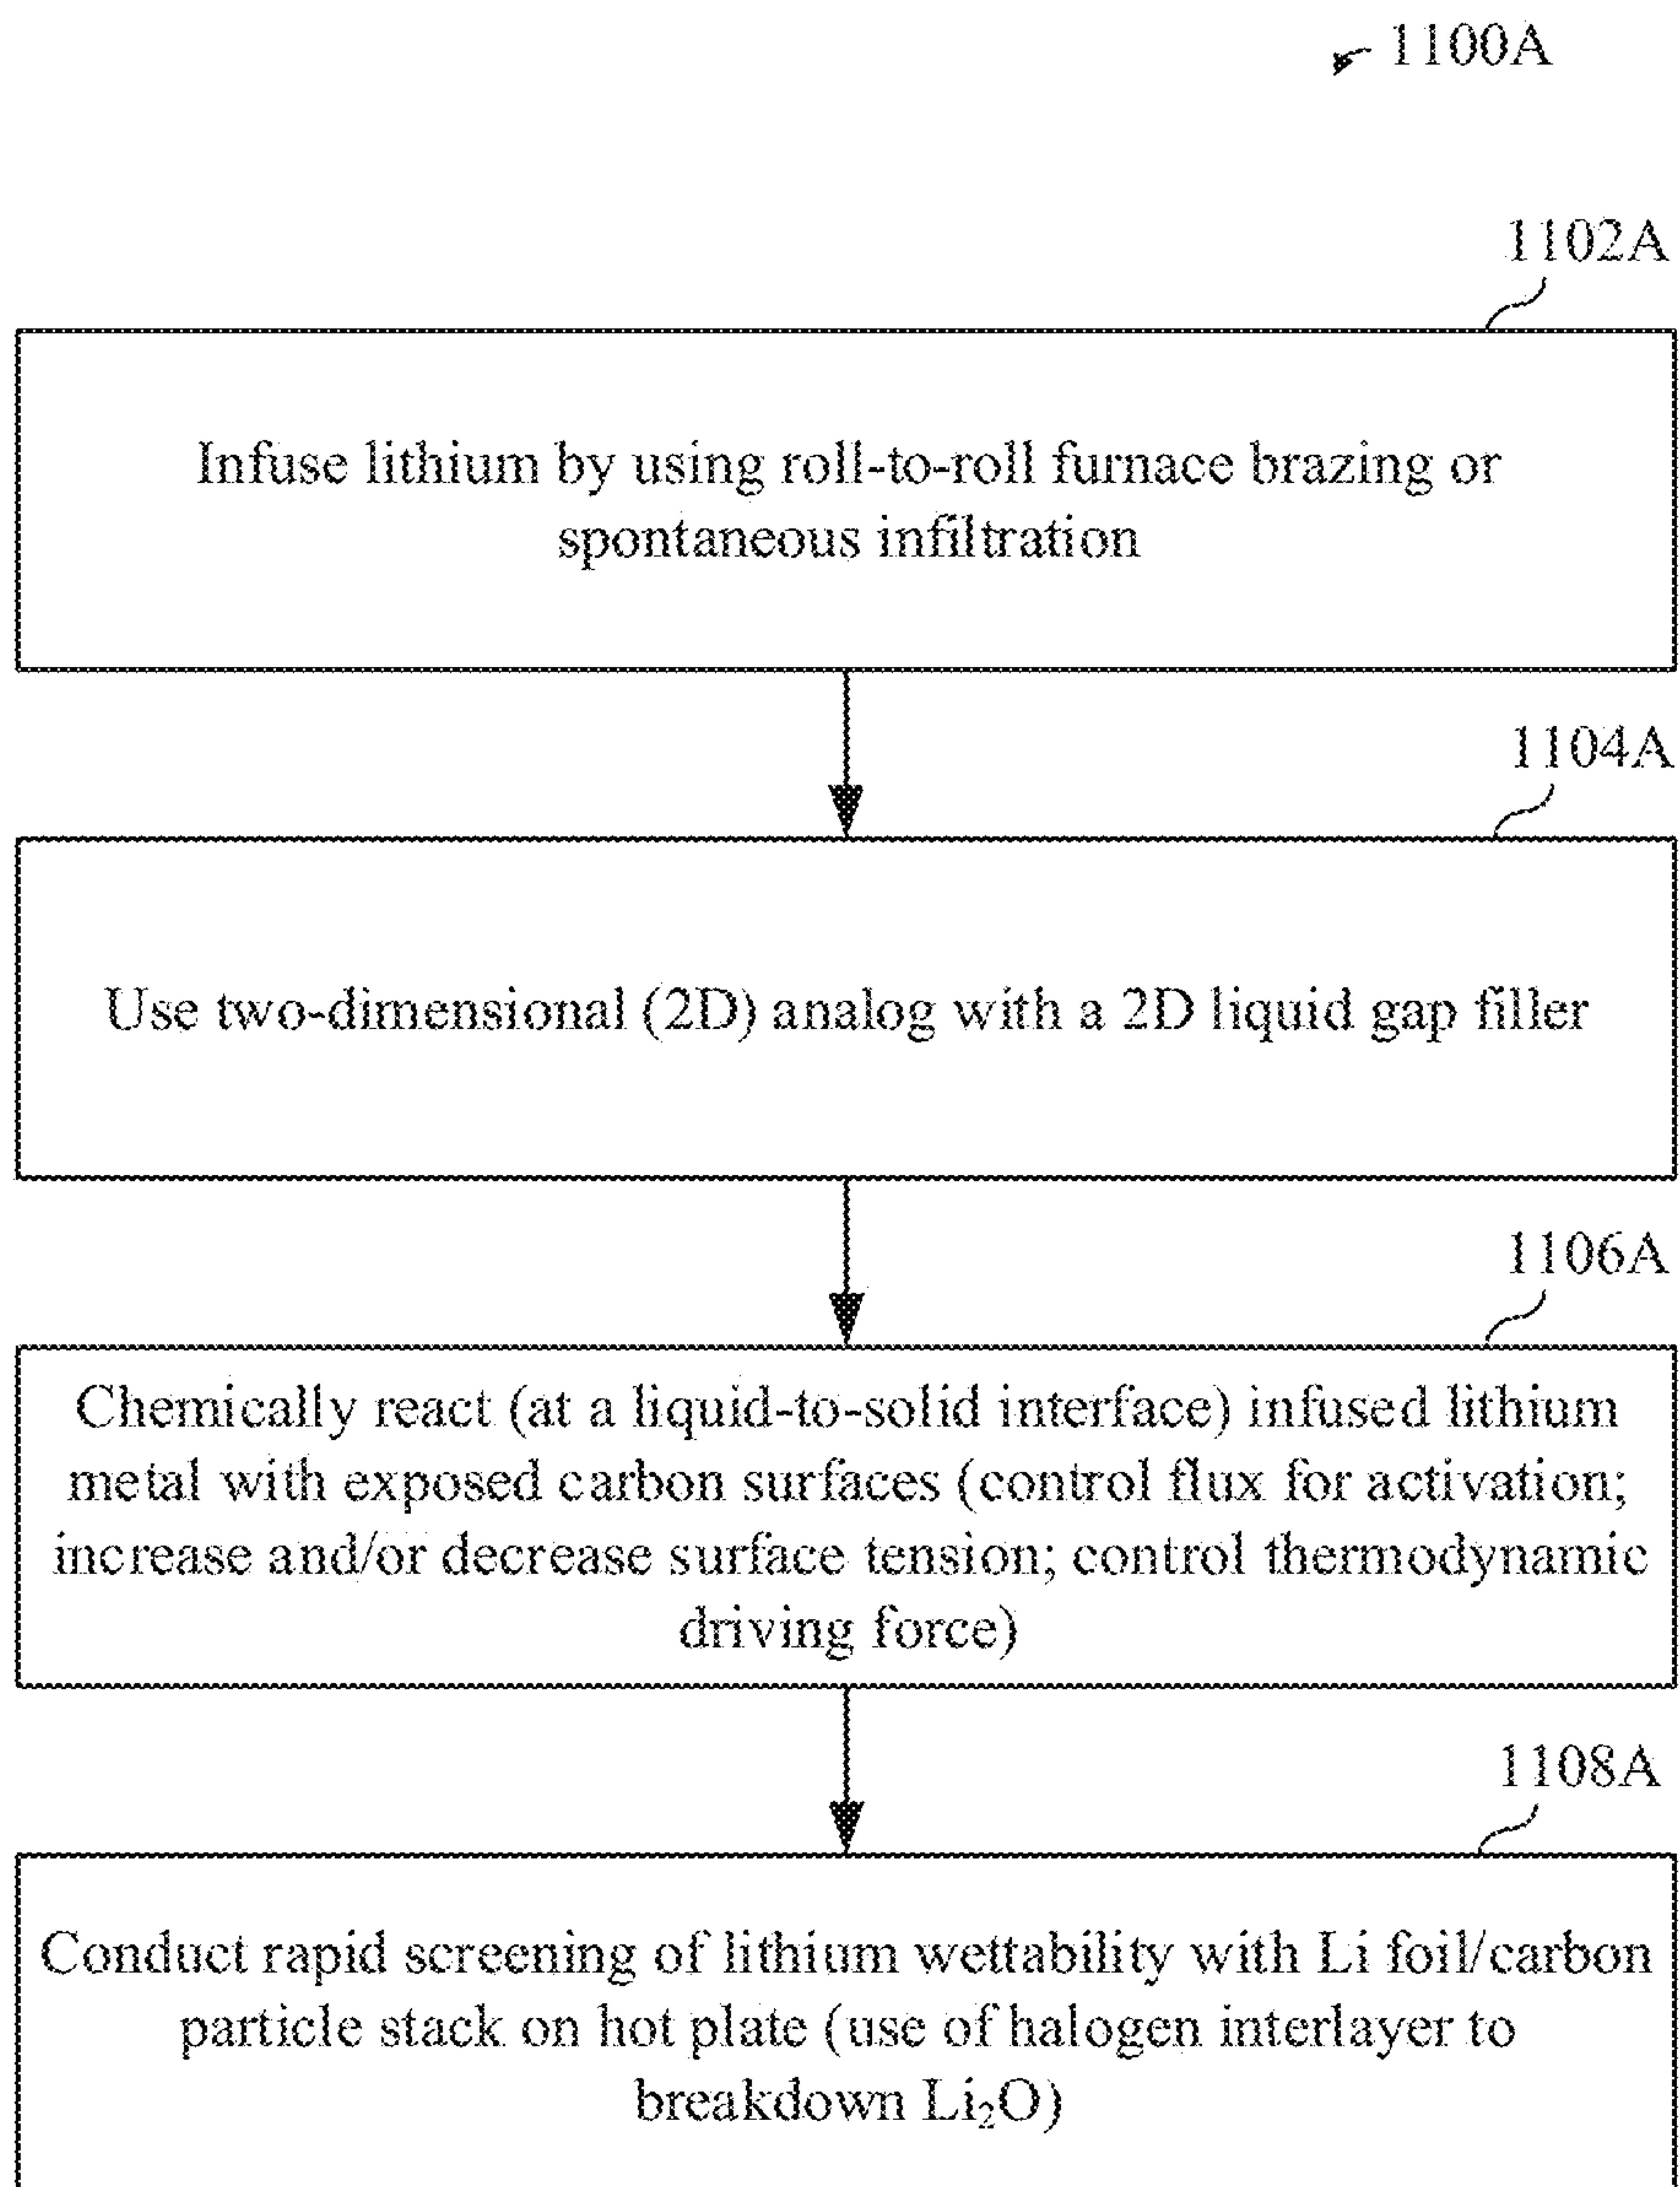 1100A
1102A
Infuse lithium by using roll-to-roll furnace brazing or
spontaneous infiltration
1104A
Use two-dimensional (2D) analog with a 2D liquid gap filler
1106A
Chemically react (at a liquid-to-solid interface) infused lithium
metal with exposed carbon surfaces (control flux for activation;
increase and/or decrease surface tension; control thermodynamic
driving force)
1108A
Conduct rapid screening of lithium wettability with Li foil/carbon
particle stack on hot plate (use of halogen interlayer to
breakdown Li₂O)